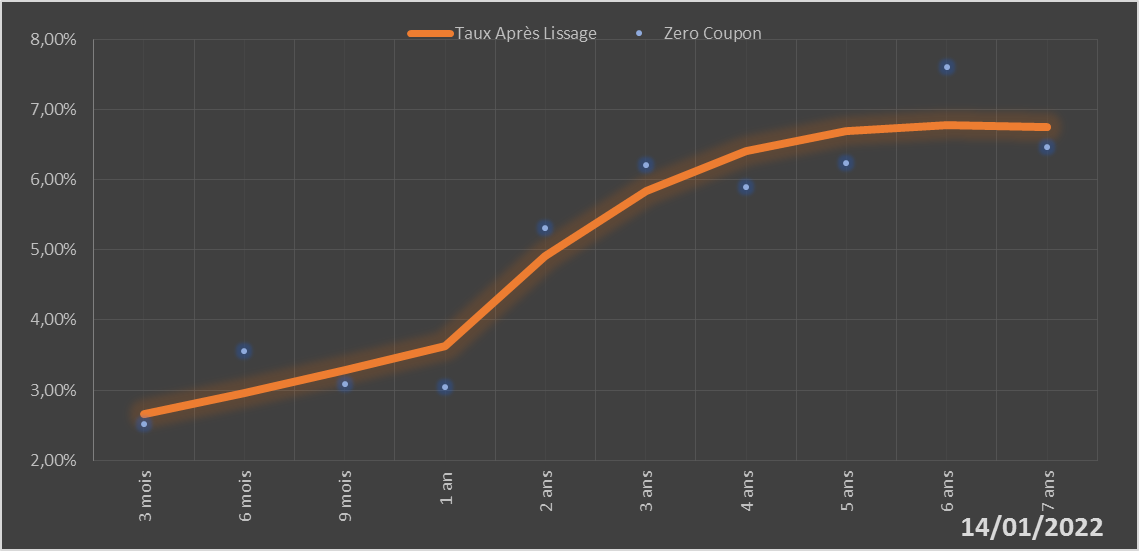 Taux Après Lissage
Zero Coupon
8,00%
7,00%
6,00%
5,00%
4,00%
3,00%
2,00%
3 mois
6 mois
9 mois
1 an
2 ans
3 ans
4 ans
5 ans
6 ans
7 ans
14/01/2022